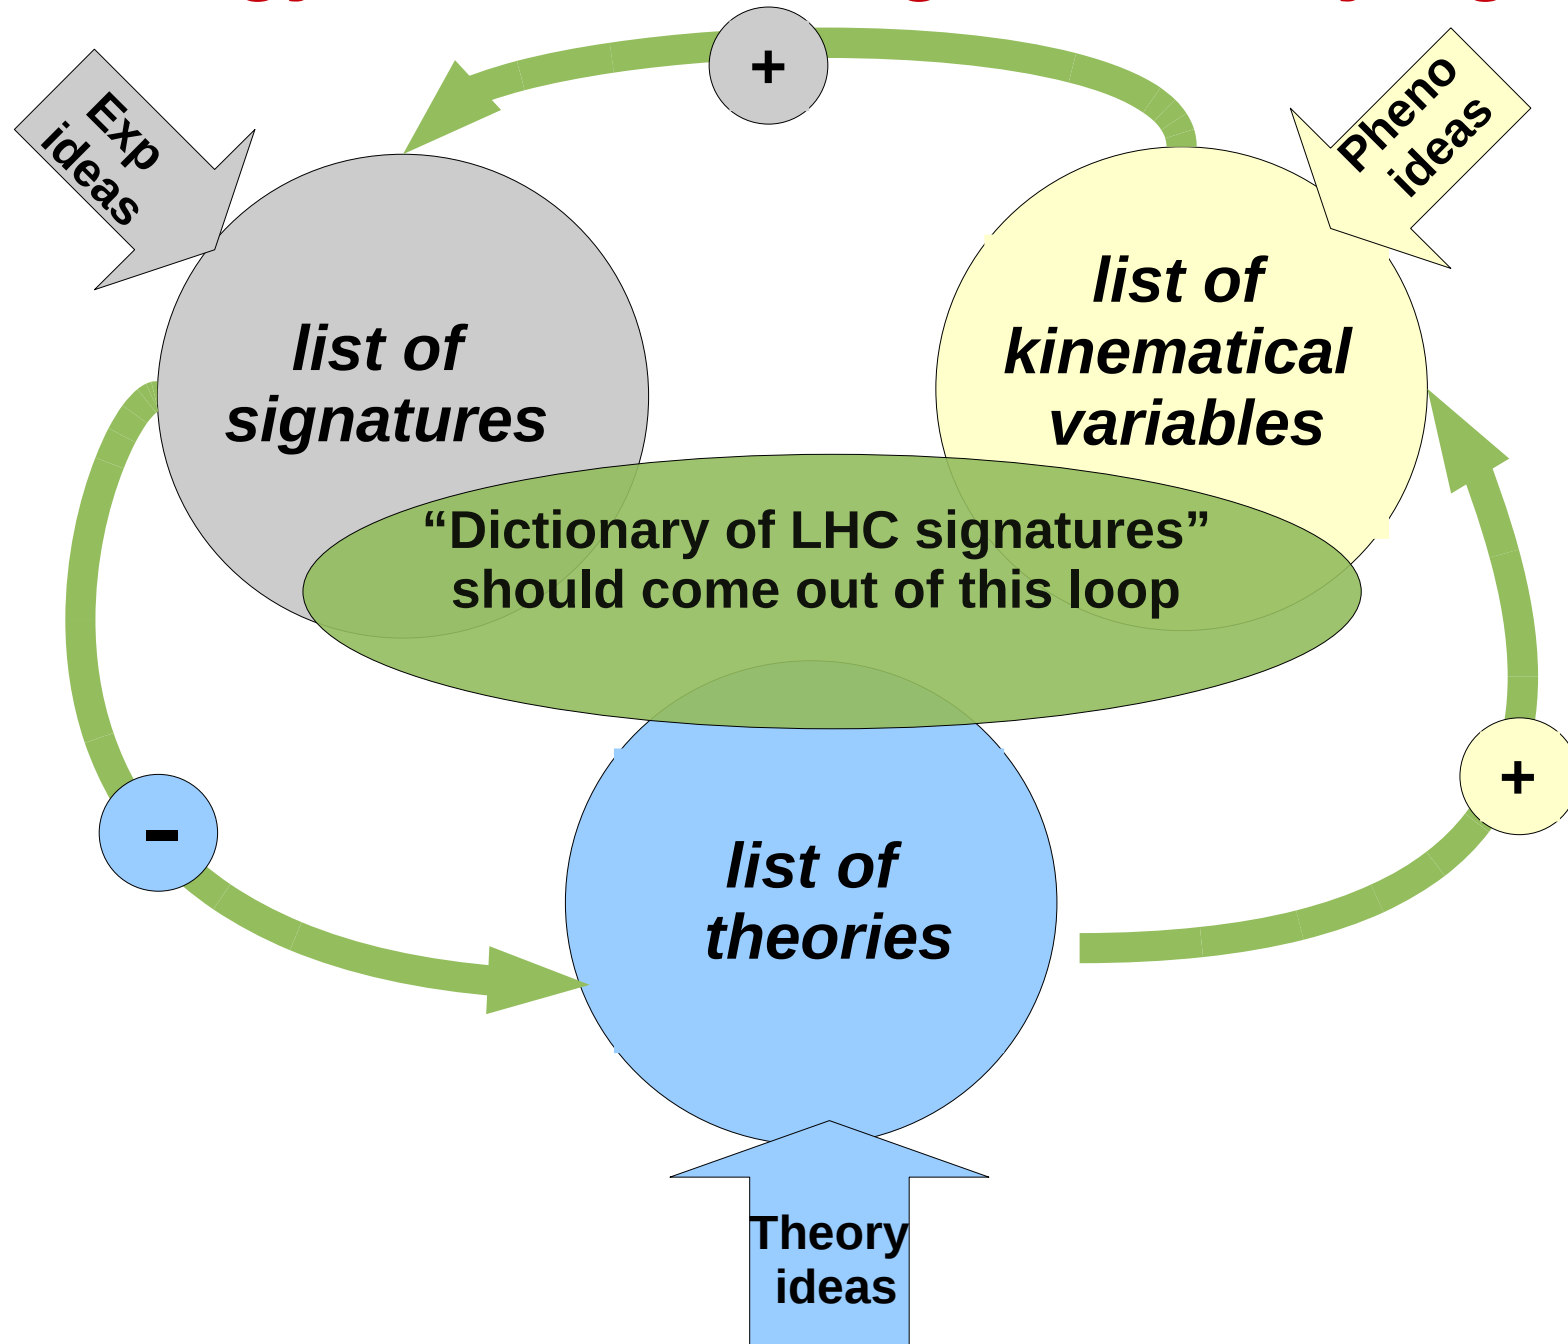 +
Exp
ideas
Pheno
ideas
list of
signatures
list of
kinematical
variables
“Dictionary of LHC signatures”
should come out of this loop
-
+
list of
theories
Theory
ideas